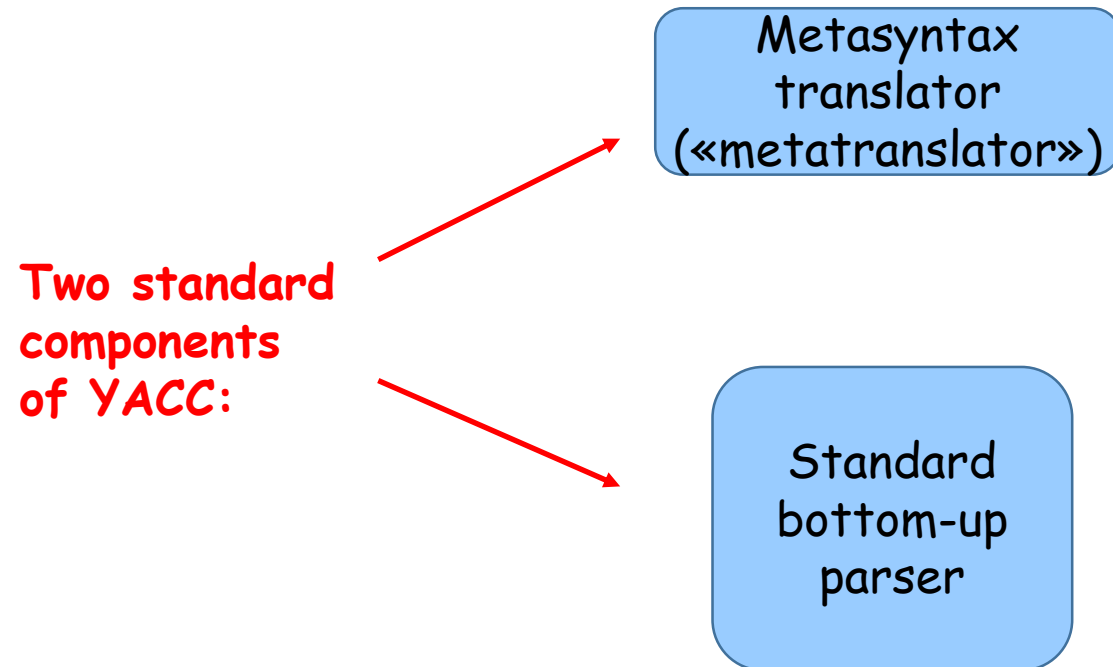 Metasyntax
translator
(«metatranslator»)
Two standard
components
of YACC:
Standard
bottom-up
parser